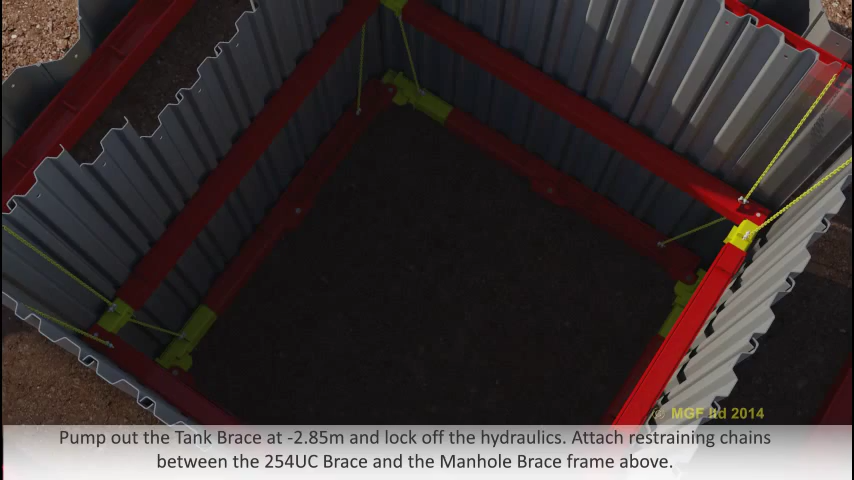 © MGF ltd 2014
Pump out the Tank Brace at -2.85m and lock off the hydraulics. Attach restraining chains
between the 254UC Brace and the Manhole Brace frame above.